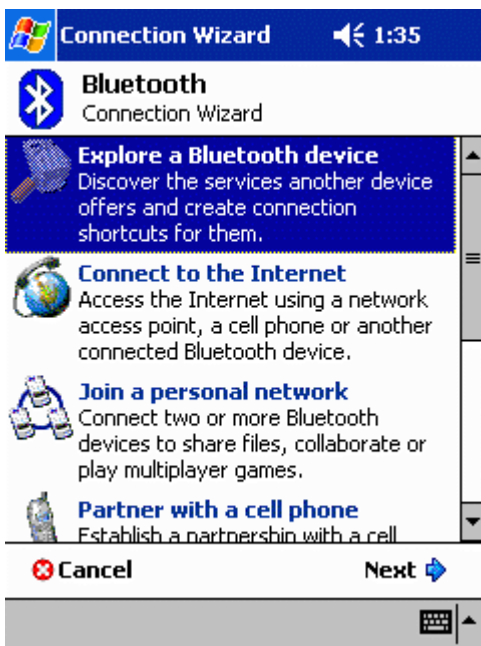 Connection Wizard 1:35
Bluetooth
Connection Wizard
Explore a Bluetooth device
Discover the services another device
offers and create connection
shortcuts for them.
Connect to the Internet
Access the Internet using a network
access point, a cell phone or another
connected Bluetooth device.
Join a personal network
Connect two or more Bluetooth
devices to share files, collaborate or
play multiplayer games.
Partner with a cell phone
Establish a partnership with a cell
Cancel Next